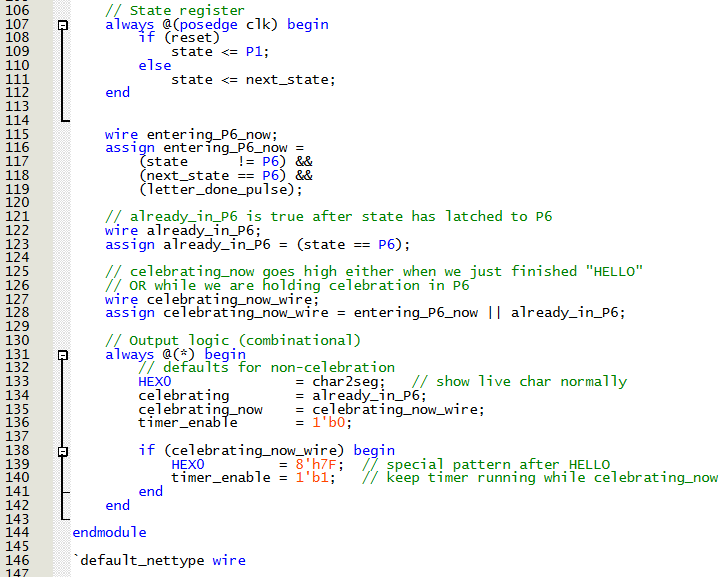 106     // State register
107     always @(posedge clk) begin
108         if (reset)
109             state <= P1;
110         else
111             state <= next_state;
112     end
113
114
115     wire entering_P6_now;
116     assign entering_P6_now =
117         (state      != P6) &&
118         (next_state == P6) &&
119         (letter_done_pulse);
120
121     // already_in_P6 is true after state has latched to P6
122     wire already_in_P6;
123     assign already_in_P6 = (state == P6);
124
125     // celebrating_now goes high either when we just finished "HELLO"
126     // OR while we are holding celebration in P6
127     wire celebrating_now_wire;
128     assign celebrating_now_wire = entering_P6_now || already_in_P6;
129
130     // Output logic (combinational)
131     always @(*) begin
132         // defaults for non-celebration
133         HEX0               = char2seg;   // show live char normally
134         celebrating        = already_in_P6;
135         celebrating_now    = celebrating_now_wire;
136         timer_enable       = 1'b0;
137
138         if (celebrating_now_wire) begin
139             HEX0         = 8'h7F;  // special pattern after HELLO
140             timer_enable = 1'b1;   // keep timer running while celebrating_now
141         end
142     end
143
144 endmodule
145
146 `default_nettype wire
147